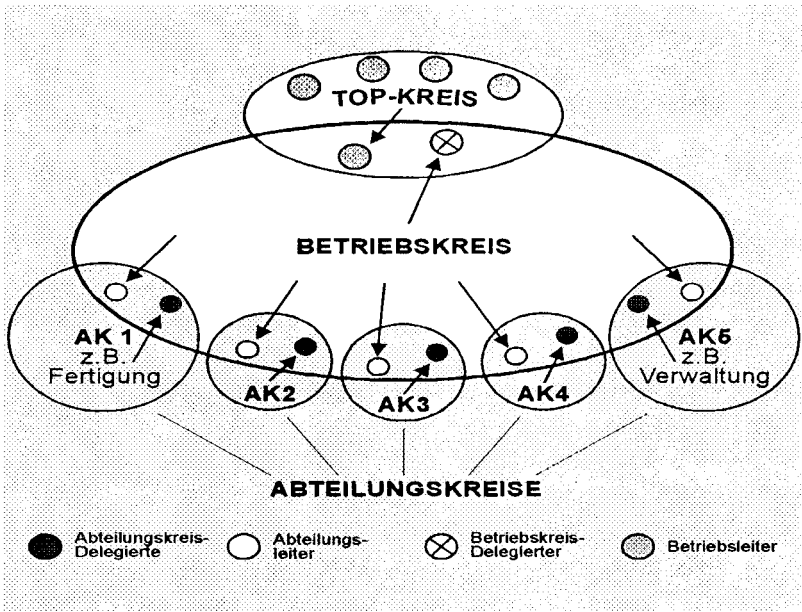 TOP-KREIS
BETRIEBSKREIS
AK 1
z.B.
Fertigung
AK2
AK3
AK4
AK5
z.B.
Verwaltung
ABTEILUNGSKREISE
Abteilungskreis-
Delegierte
Abteilungs-
leiter
Betriebskreis-
Delegierter
Betriebsleiter